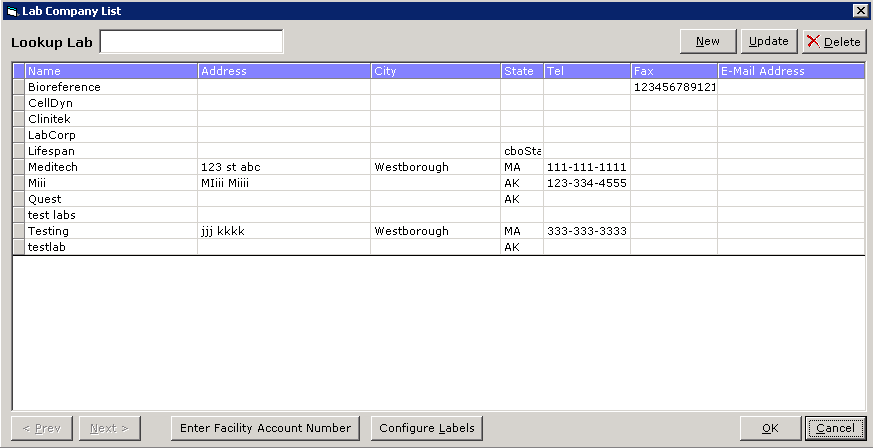 Lab Company List
Lookup Lab New Update Delete
Name Address City State Tel Fax E-Mail Address
Bioreference 123456789121
CellDyn
Clinitek
LabCorp
Lifespan cboSta
Meditech 123 st abc Westborough MA 111-111-1111
Miii MIiii Miiii AK 123-334-4555
Quest AK
test labs
Testing jjj kkkk Westborough MA 333-333-3333
testlab AK
< Prev Next > Enter Facility Account Number Configure Labels OK Cancel